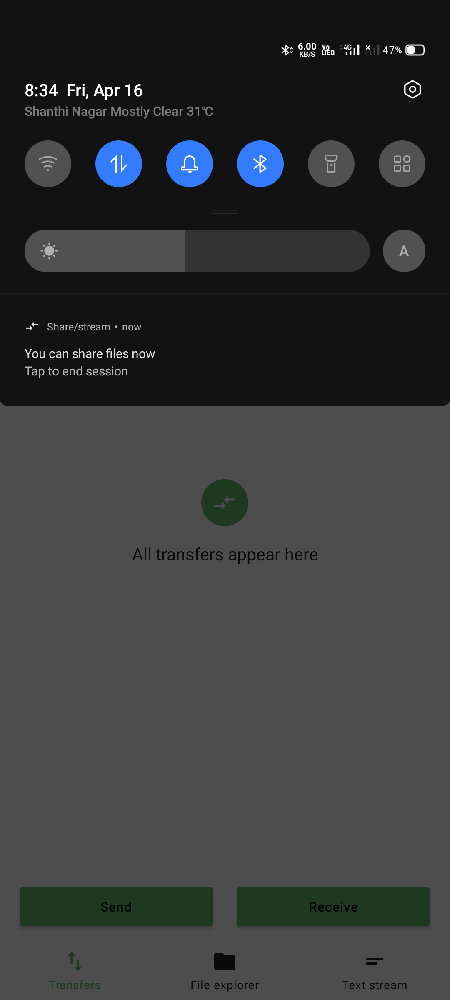 6.00 KB/S Vo LTE 4G 47%
8:34 Fri, Apr 16
Shanthi Nagar Mostly Clear 31℃
A
Share/stream • now
You can share files now
Tap to end session
All transfers appear here
Send Receive
Transfers File explorer Text stream